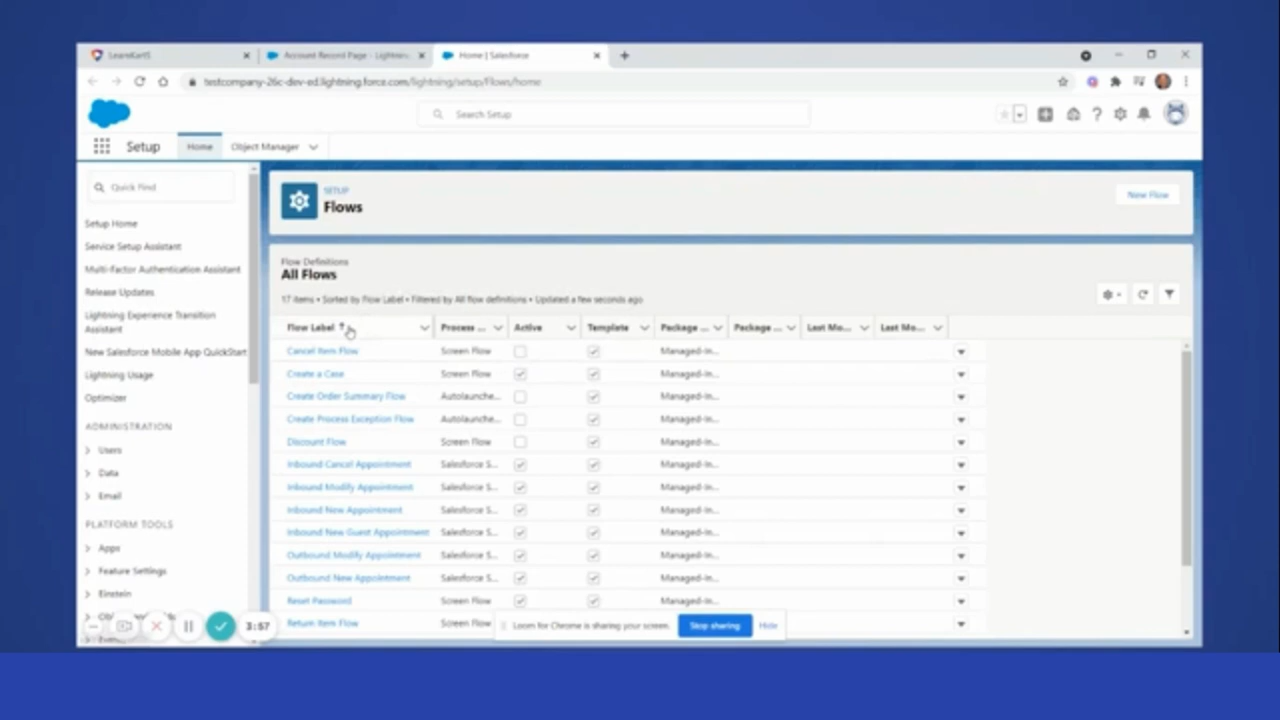 LearnKartS
Account Record Page - Lightnin
Home | Salesforce
testcompany-26c-dev-ed.lightning.force.com/lightning/setup/Flows/home
Search Setup
Setup Home Object Manager
Quick Find
Setup Home
Service Setup Assistant
Multi-Factor Authentication Assistant
Release Updates
Lightning Experience Transition
Assistant
New Salesforce Mobile App QuickStart
Lightning Usage
Optimizer
ADMINISTRATION
Users
Data
Email
PLATFORM TOOLS
Apps
Feature Settings
Einstein
3:57
SETUP
Flows
New Flow
Flow Definitions
All Flows
17 items • Sorted by Flow Label • Filtered by All flow definitions • Updated a few seconds ago
Flow Label Process ... Active Template Package ... Package ... Last Mo... Last Mo...
Cancel Item Flow Screen Flow Managed-In...
Create a Case Screen Flow Managed-In...
Create Order Summary Flow Autolaunche... Managed-In...
Create Process Exception Flow Autolaunche... Managed-In...
Discount Flow Screen Flow Managed-In...
Inbound Cancel Appointment Salesforce S... Managed-In...
Inbound Modify Appointment Salesforce S... Managed-In...
Inbound New Appointment Salesforce S... Managed-In...
Inbound New Guest Appointment Salesforce S... Managed-In...
Outbound Modify Appointment Salesforce S... Managed-In...
Outbound New Appointment Salesforce S... Managed-In...
Reset Password Screen Flow Managed-In...
Return Item Flow Screen Flow
Loom for Chrome is sharing your screen. Stop sharing Hide